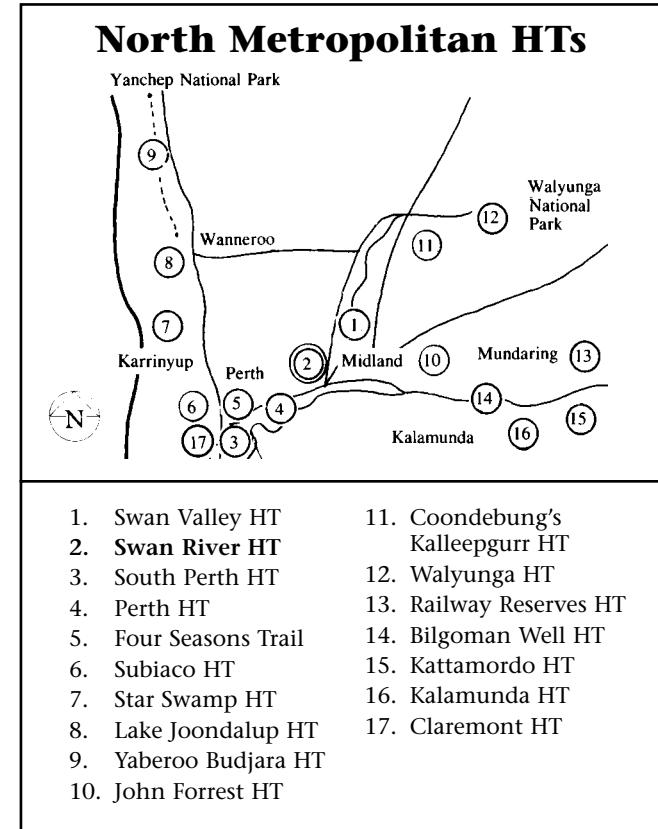 North Metropolitan HTs
Yanchep National Park
9
Walyunga
National
Park
12
Wanneroo
11
8
7
1
Karrinyup
Perth
2
Midland
10
Mundaring
13
N
6
5
4
14
17
3
Kalamunda
16
15
1. Swan Valley HT
2. Swan River HT
3. South Perth HT
4. Perth HT
5. Four Seasons Trail
6. Subiaco HT
7. Star Swamp HT
8. Lake Joondalup HT
9. Yaberoo Budjara HT
10. John Forrest HT
11. Coondebung's
Kalleepgurr HT
12. Walyunga HT
13. Railway Reserves HT
14. Bilgoman Well HT
15. Kattamordo HT
16. Kalamunda HT
17. Claremont HT